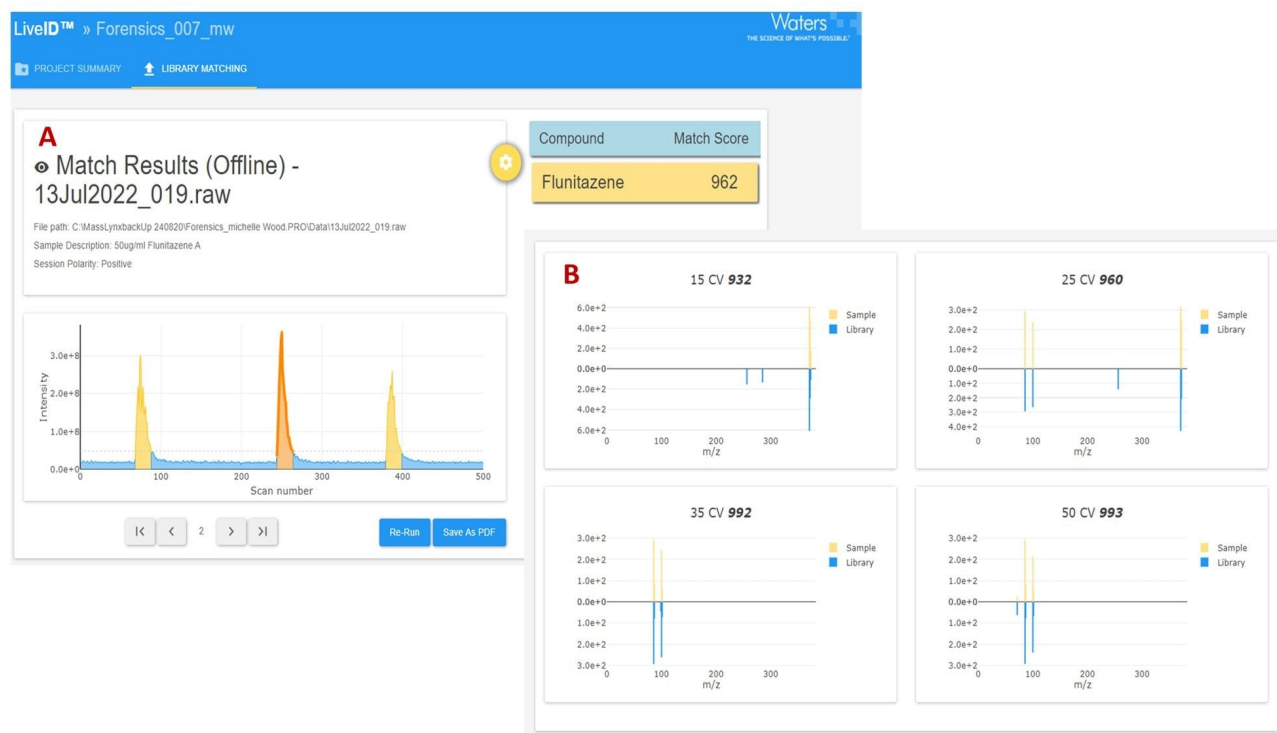 LiveID™ » Forensics_007_mw
Waters
THE SCIENCE OF WHAT'S POSSIBLE.™
PROJECT SUMMARY
LIBRARY MATCHING
A
Match Results (Offline) -
13Jul2022_019.raw
File path: C:\MassLynxbackUp 240820\Forensics_michelle Wood.PRO\Data\13Jul2022_019.raw
Sample Description: 50ug/ml Flunitazene A
Session Polarity: Positive
Compound Match Score
Flunitazene 962
3.0e+8
2.0e+8
1.0e+8
0.0e+0
Intensity
0 100 200 300 400 500
Scan number
2
Re-Run
Save As PDF
B
15 CV 932
6.0e+2
4.0e+2
2.0e+2
0.0e+0
2.0e+2
4.0e+2
6.0e+2
0 100 200 300
m/z
Sample
Library
25 CV 960
3.0e+2
2.0e+2
1.0e+2
0.0e+0
1.0e+2
2.0e+2
3.0e+2
4.0e+2
0 100 200 300
m/z
Sample
Library
35 CV 992
3.0e+2
2.0e+2
1.0e+2
0.0e+0
1.0e+2
2.0e+2
3.0e+2
0 100 200 300
m/z
Sample
Library
50 CV 993
3.0e+2
2.0e+2
1.0e+2
0.0e+0
1.0e+2
2.0e+2
3.0e+2
0 100 200 300
m/z
Sample
Library